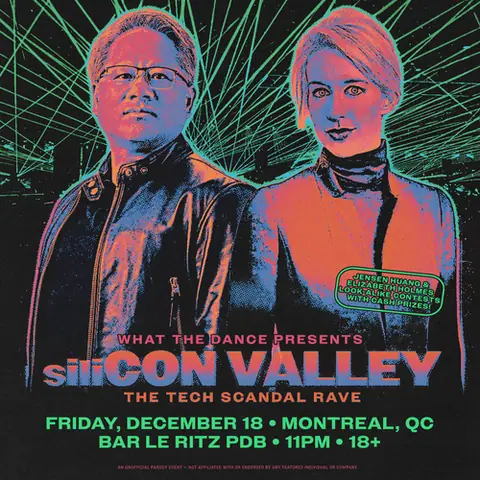 JENSEN HUANG &
ELIZABETH HOLMES
LOOK-ALIKE CONTESTS
WITH CASH PRIZES!
WHAT THE DANCE PRESENTS
siliCON VALLEY
THE TECH SCANDAL RAVE
FRIDAY, DECEMBER 18 • MONTREAL, QC
BAR LE RITZ PDB • 11PM • 18+
AN UNOFFICIAL PARODY EVENT • NOT AFFILIATED WITH OR ENDORSED BY ANY FEATURED INDIVIDUAL OR COMPANY.